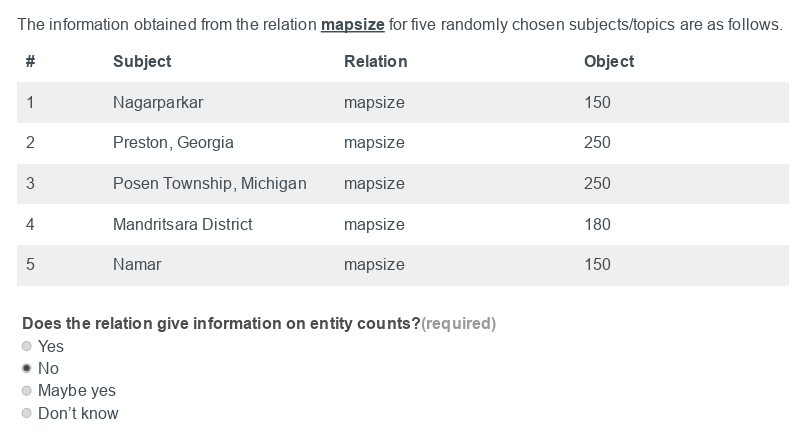 The information obtained from the relation mapsize for five randomly chosen subjects/topics are as follows.
# Subject Relation Object
1 Nagarparkar mapsize 150
2 Preston, Georgia mapsize 250
3 Posen Township, Michigan mapsize 250
4 Mandritsara District mapsize 180
5 Namar mapsize 150
Does the relation give information on entity counts?(required)
Yes
No
Maybe yes
Don't know